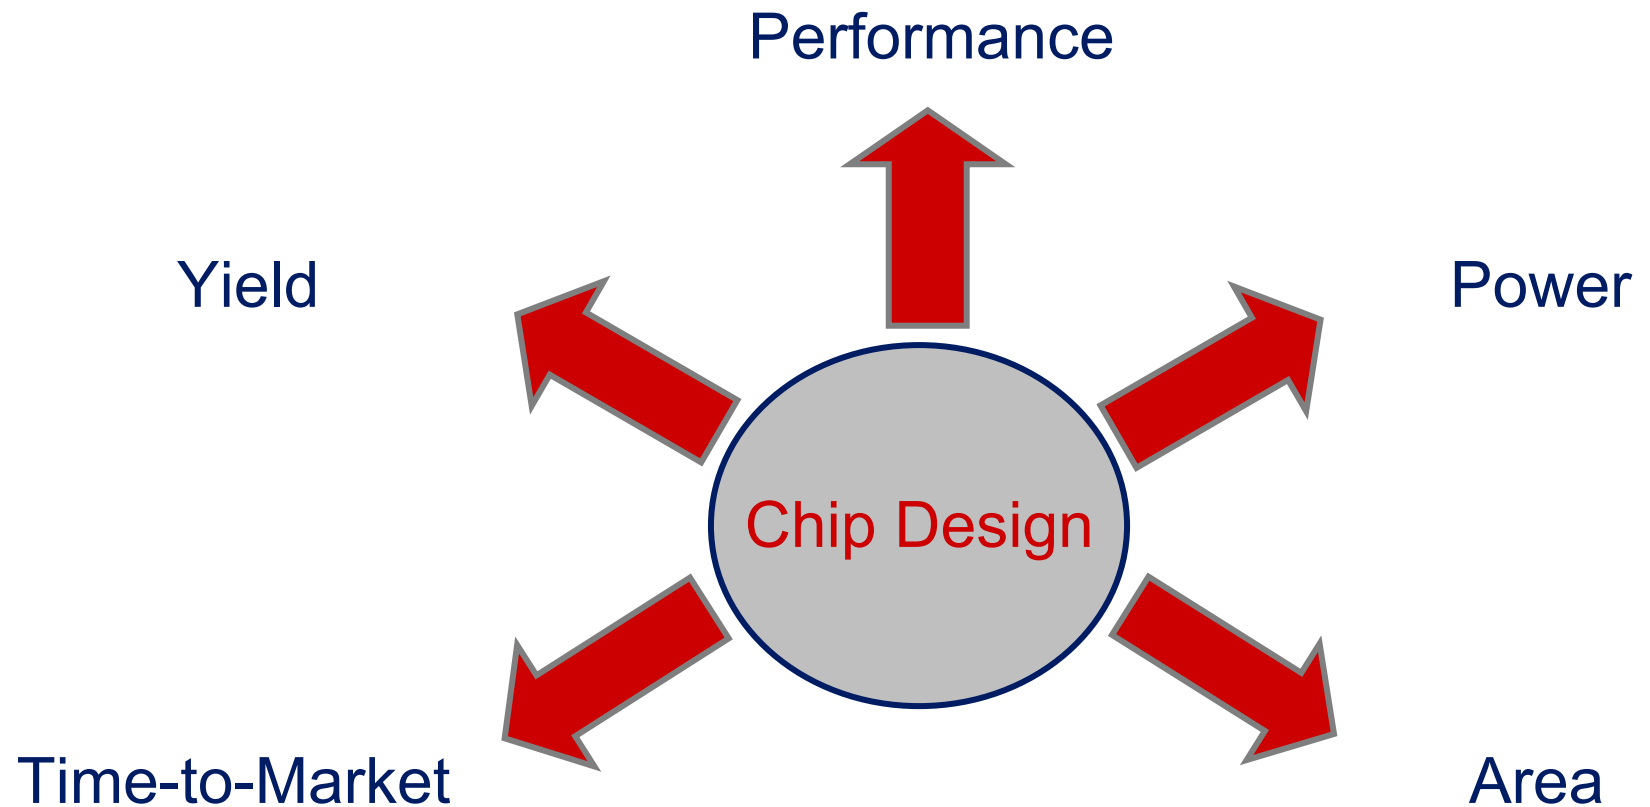 Performance
Yield
Power
Chip Design
Time-to-Market
Area